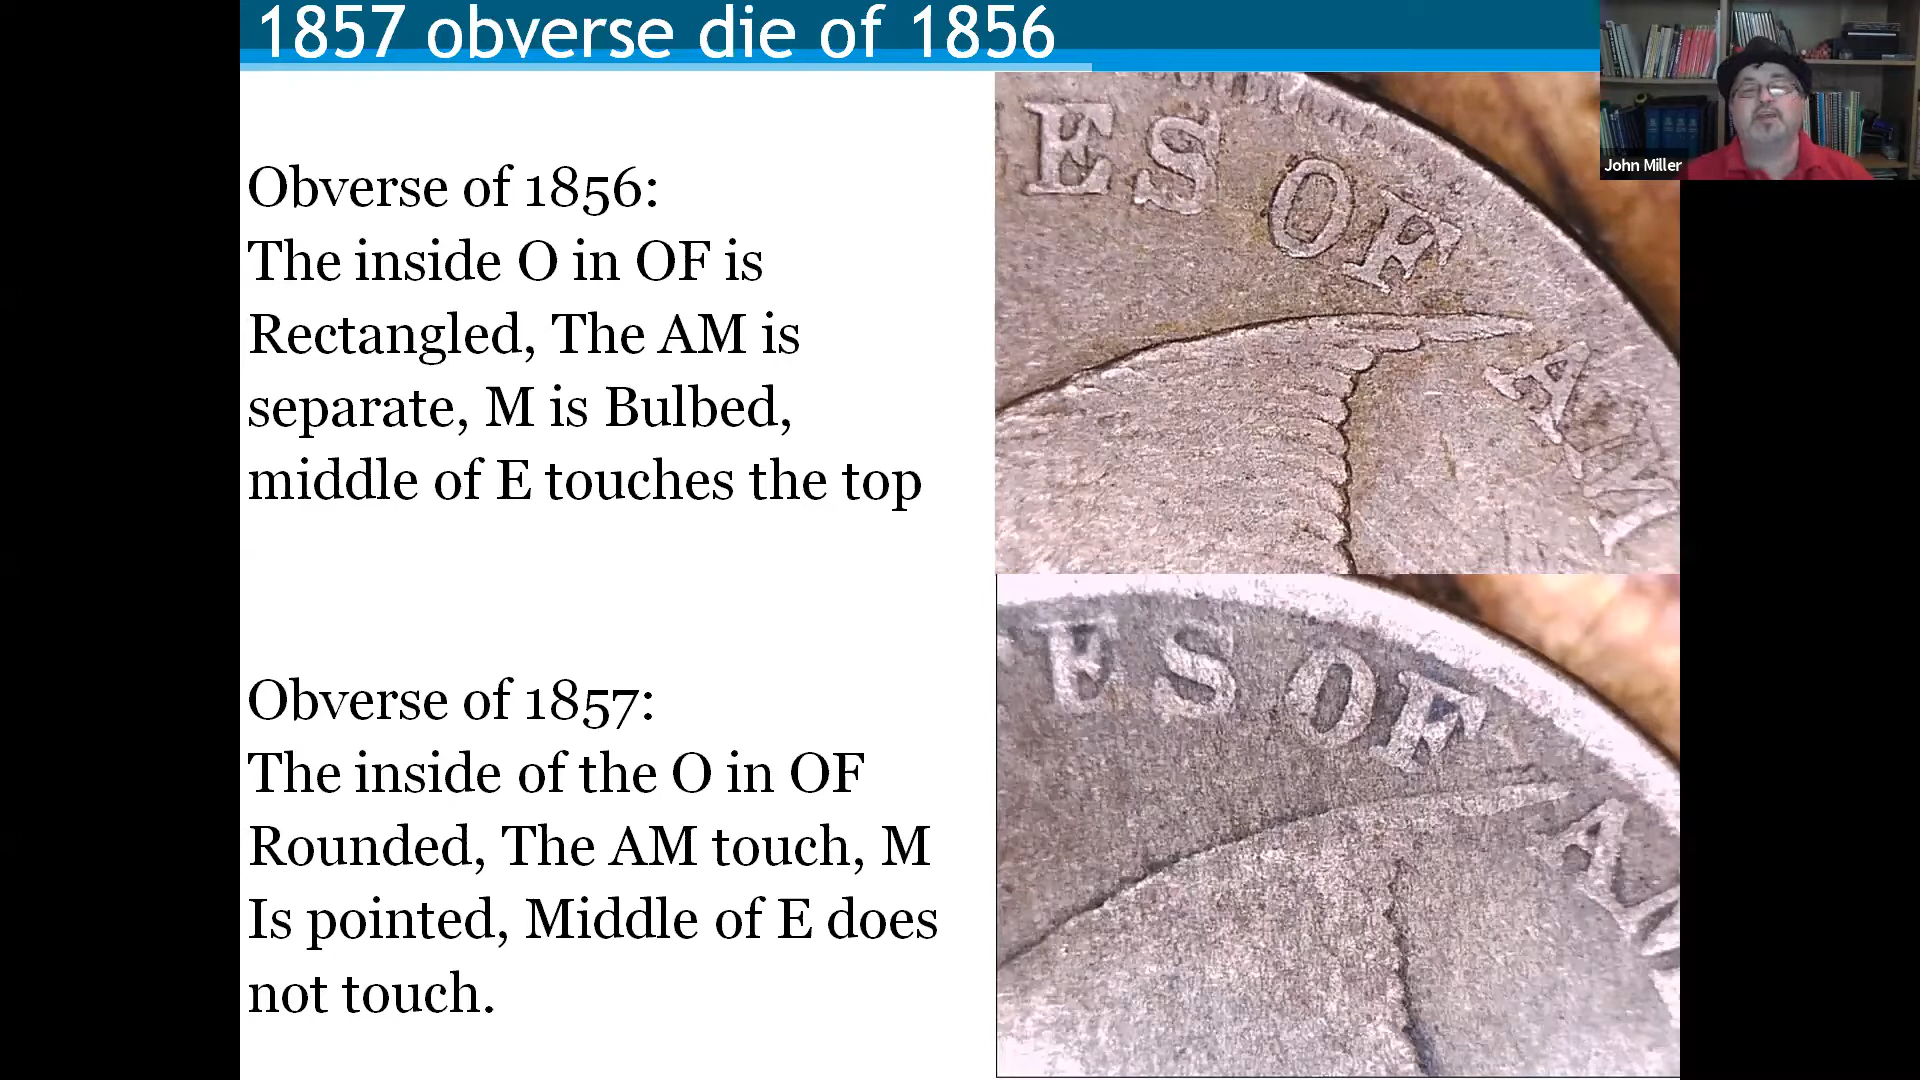 1857 obverse die of 1856
John Miller
Obverse of 1856:
The inside O in OF is
Rectangled, The AM is
separate, M is Bulbed,
middle of E touches the top
ES OF
AM
Obverse of 1857:
The inside of the O in OF
Rounded, The AM touch, M
Is pointed, Middle of E does
not touch.
ES OF
AM